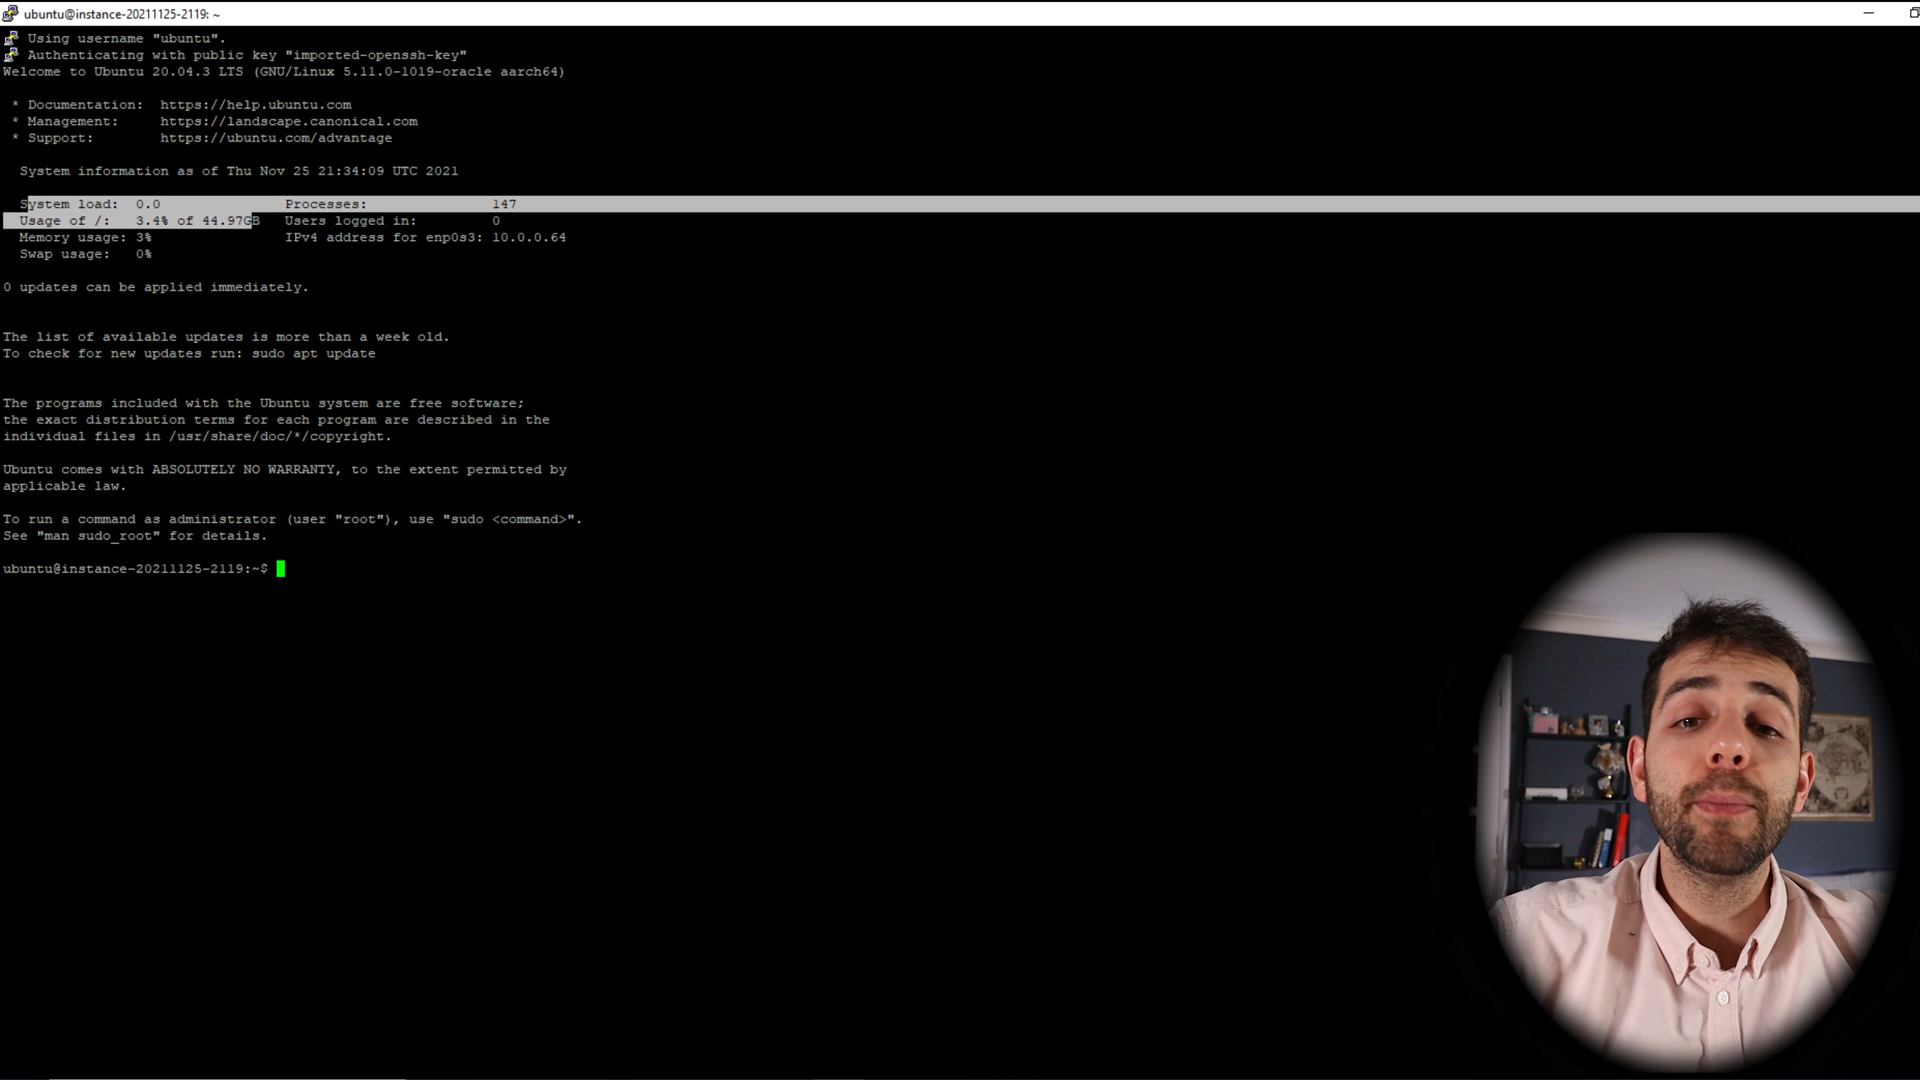 ubuntu@instance-20211125-2119: ~
Using username "ubuntu".
Authenticating with public key "imported-openssh-key"
Welcome to Ubuntu 20.04.3 LTS (GNU/Linux 5.11.0-1019-oracle aarch64)
* Documentation:  https://help.ubuntu.com
* Management:     https://landscape.canonical.com
* Support:        https://ubuntu.com/advantage
System information as of Thu Nov 25 21:34:09 UTC 2021
System load:  0.0               Processes:               147
Usage of /:   3.4% of 44.97GB   Users logged in:         0
Memory usage: 3%                IPv4 address for enp0s3: 10.0.0.64
Swap usage:   0%
0 updates can be applied immediately.
The list of available updates is more than a week old.
To check for new updates run: sudo apt update
The programs included with the Ubuntu system are free software;
the exact distribution terms for each program are described in the
individual files in /usr/share/doc/*/copyright.
Ubuntu comes with ABSOLUTELY NO WARRANTY, to the extent permitted by
applicable law.
To run a command as administrator (user "root"), use "sudo <command>".
See "man sudo_root" for details.
ubuntu@instance-20211125-2119:~$